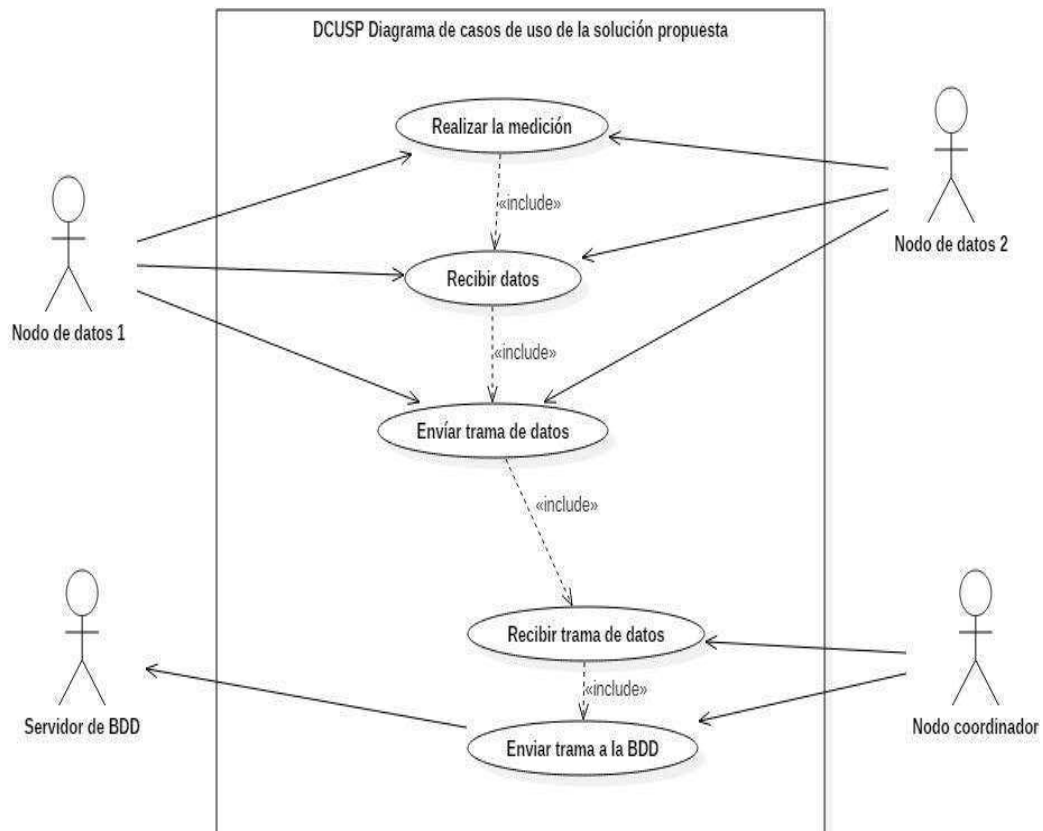 DCUSP Diagrama de casos de uso de la solución propuesta
Realizar la medición
«include»
Nodo de datos 2
Recibir datos
Nodo de datos 1
«include»
Envíar trama de datos
«include»
Recibir trama de datos
«include»
Servidor de BDD
Nodo coordinador
Enviar trama a la BDD